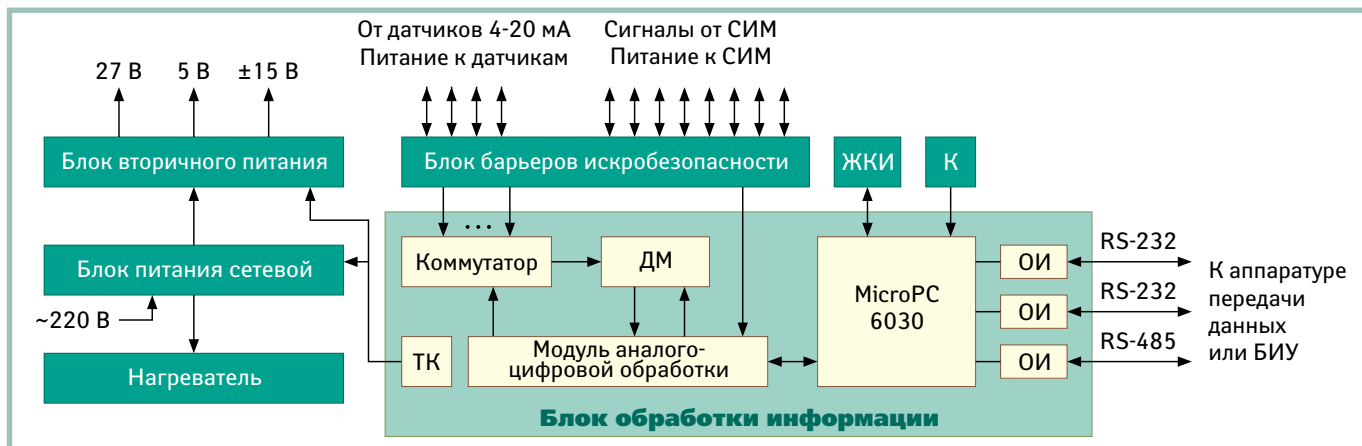 От датчиков 4-20 мА
Питание к датчикам
Сигналы от СИМ
Питание к СИМ
27 В
5 В
±15 В
Блок вторичного питания
Блок барьеров искробезопасности
ЖКИ
К
...
Блок питания сетевой
Коммутатор
ДМ
MicroPC
6030
ОИ
ОИ
ОИ
RS-232
RS-232
RS-485
К аппаратуре
передачи
данных
или БИУ
~220 В
Нагреватель
ТК
Модуль аналого-
цифровой обработки
Блок обработки информации